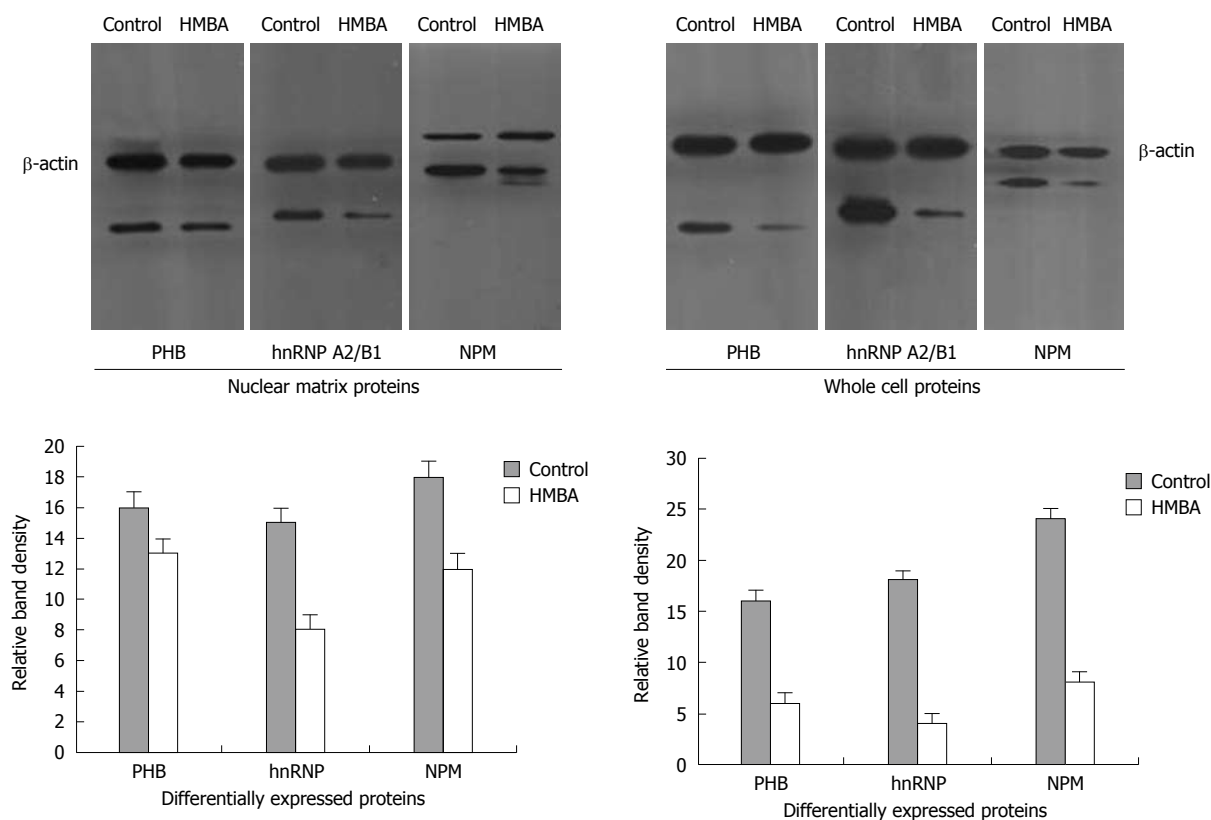 Control HMBA Control HMBA Control HMBA
β-actin
PHB hnRNP A2/B1 NPM
Nuclear matrix proteins
Control HMBA Control HMBA Control HMBA
β-actin
PHB hnRNP A2/B1 NPM
Whole cell proteins
Relative band density
20
18
16
14
12
10
8
6
4
2
0
Control
HMBA
PHB hnRNP NPM
Differentially expressed proteins
Relative band density
30
25
20
15
10
5
0
Control
HMBA
PHB hnRNP NPM
Differentially expressed proteins